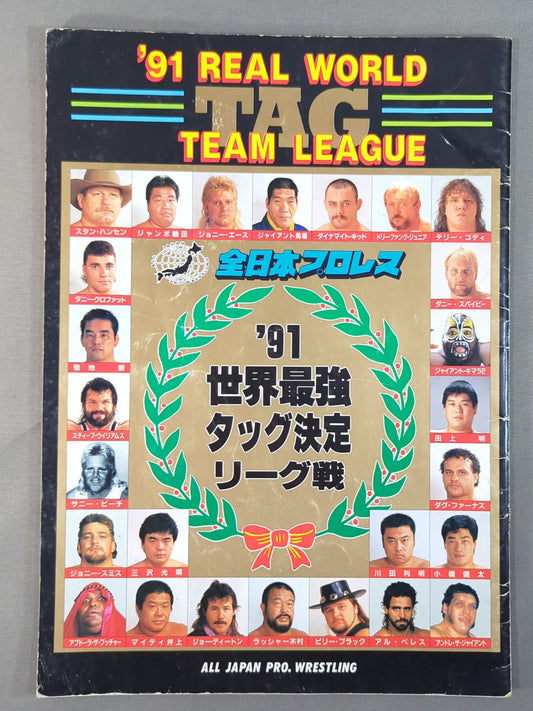 '91 REAL WORLD
TAG
TEAM LEAGUE
スタン・ハンセン
ジャンボ鶴田
ジョニー・エース
ジャイアント馬場
ダイナマイト・キッド
ドリー・ファンク・ジュニア
テリー・ゴディ
全日本プロレス
ダニー・クロファット
ダニー・スパイビー
'91
菊地 毅
世界最強
ジャイアント・キマラ2
タッグ決定
スティーブ・ウイリアムス
田上 明
リーグ戦
サニー・ビーチ
ダグ・ファーナス
ジョニー・スミス
三沢光晴
川田利明
小橋健太
アブドーラ・ザ・ブッチャー
マイティ井上
ジョー・ディートン
ラッシャー木村
ビリー・ブラック
アル・ペレス
アンドレ・ザ・ジャイアント
ALL JAPAN PRO. WRESTLING